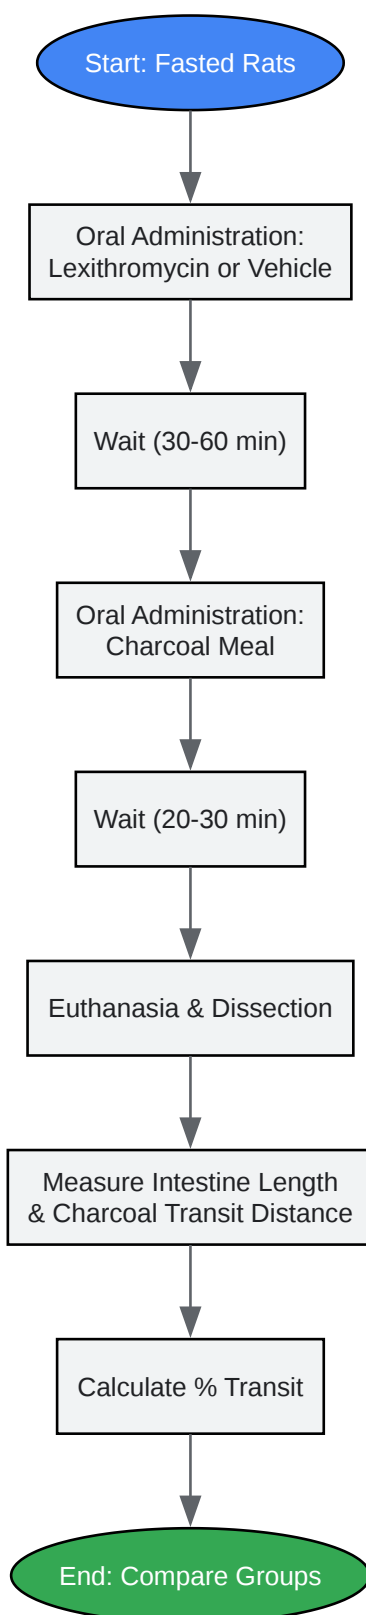 Start: Fasted Rats
Oral Administration:
Lexithromycin or Vehicle
Wait (30-60 min)
Oral Administration:
Charcoal Meal
Wait (20-30 min)
Euthanasia & Dissection
Measure Intestine Length
& Charcoal Transit Distance
Calculate % Transit
End: Compare Groups